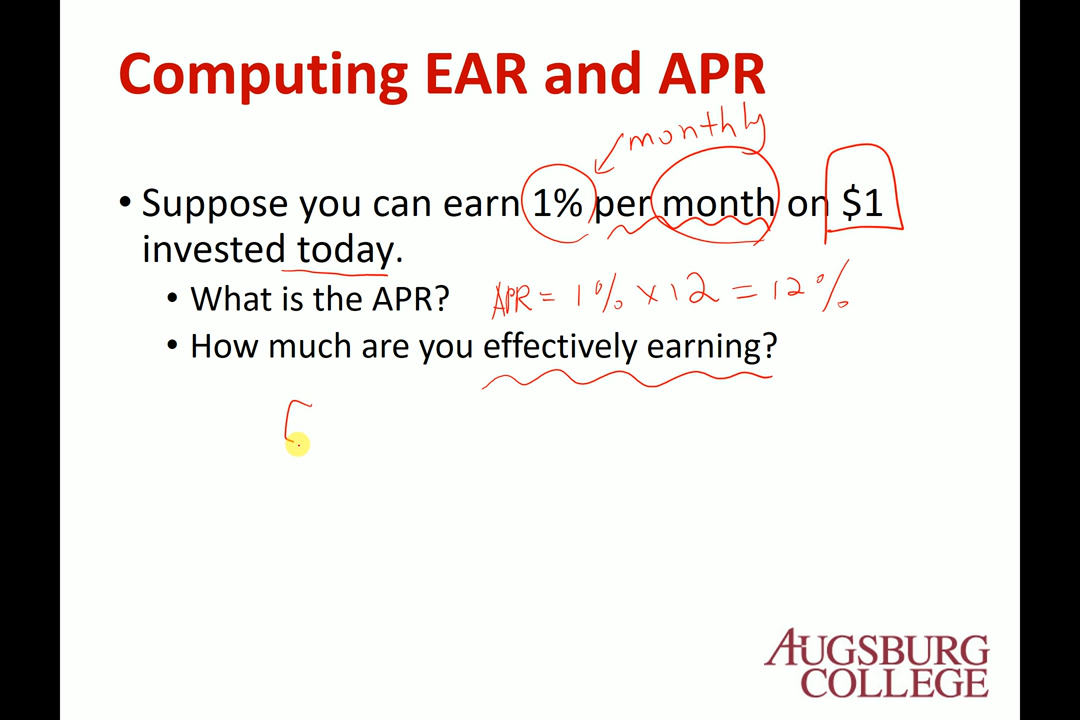 Computing EAR and APR
monthly
• Suppose you can earn 1% per month on $1
invested today.
• What is the APR? APR = 1% x 12 = 12%
• How much are you effectively earning?
AUGSBURG
COLLEGE